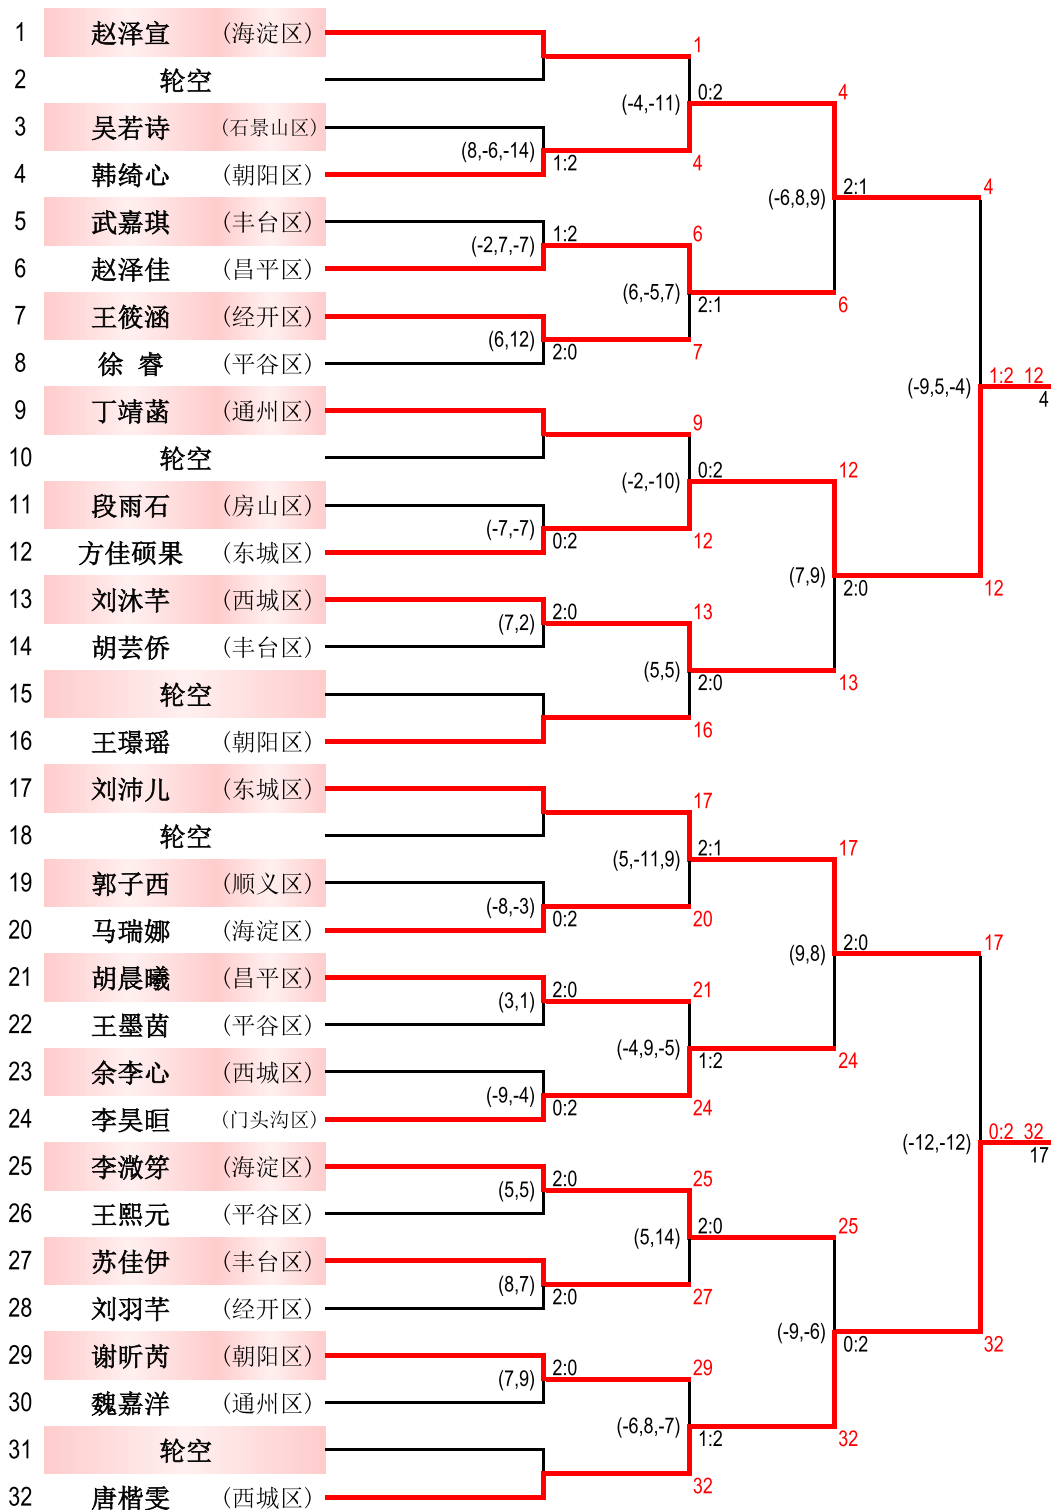 1 赵泽宣 (海淀区)
2 轮空
3 吴若诗 (石景山区)
4 韩绮心 (朝阳区)
5 武嘉琪 (丰台区)
6 赵泽佳 (昌平区)
7 王筱涵 (经开区)
8 徐 睿 (平谷区)
9 丁靖菡 (通州区)
10 轮空
11 段雨石 (房山区)
12 方佳硕果 (东城区)
13 刘沐芊 (西城区)
14 胡芸侨 (丰台区)
15 轮空
16 王璟瑶 (朝阳区)
17 刘沛儿 (东城区)
18 轮空
19 郭子西 (顺义区)
20 马瑞娜 (海淀区)
21 胡晨曦 (昌平区)
22 王墨茵 (平谷区)
23 余李心 (西城区)
24 李昊晅 (门头沟区)
25 李溦笌 (海淀区)
26 王熙元 (平谷区)
27 苏佳伊 (丰台区)
28 刘羽芊 (经开区)
29 谢昕芮 (朝阳区)
30 魏嘉洋 (通州区)
31 轮空
32 唐楷雯 (西城区)
(8,-6,-14) 1:2
(-2,7,-7) 1:2
(6,12) 2:0
(-7,-7) 0:2
(7,2) 2:0
(-8,-3) 0:2
(3,1) 2:0
(-9,-4) 0:2
(5,5) 2:0
(8,7) 2:0
(7,9) 2:0
1
(-4,-11) 0:2
4
6
(6,-5,7) 2:1
7
9
(-2,-10) 0:2
12
13
(5,5) 2:0
16
17
(5,-11,9) 2:1
20
21
(-4,9,-5) 1:2
24
25
(5,14) 2:0
27
29
(-6,8,-7) 1:2
32
4
(-6,8,9) 2:1
6
12
(7,9) 2:0
13
17
(9,8) 2:0
24
25
(-9,-6) 0:2
32
4
(-9,5,-4) 1:2 12
4
12
17
(-12,-12) 0:2 32
17
32